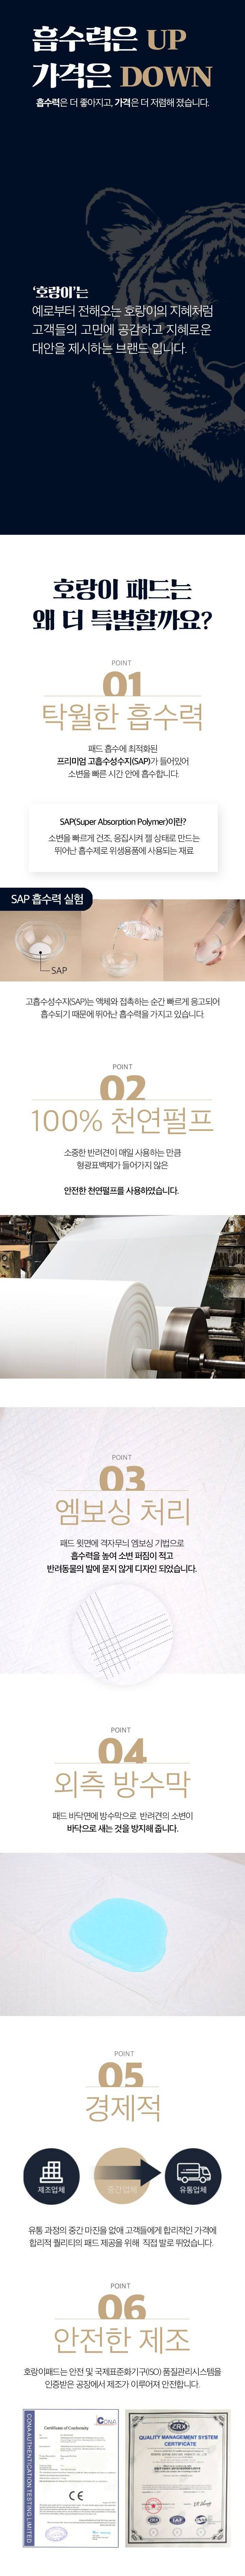 흡수력은 UP
가격은 DOWN
흡수력은 더 좋아지고, 가격은 더 저렴해 졌습니다.
‘호랑이’는
예로부터 전해오는 호랑이의 지혜처럼
고객들의 고민에 공감하고 지혜로운
대안을 제시하는 브랜드 입니다.
호랑이 패드는
왜 더 특별할까요?
POINT
01
탁월한 흡수력
패드 흡수에 최적화된
프리미엄 고흡수성수지(SAP)가 들어있어
소변을 빠른 시간 안에 흡수합니다.
SAP(Super Absorption Polymer)이란?
소변을 빠르게 건조, 응집시켜 젤 상태로 만드는
뛰어난 흡수제로 위생용품에 사용되는 재료
SAP 흡수력 실험
SAP
고흡수성수지(SAP)는 액체와 접촉하는 순간 빠르게 응고되어
흡수되기 때문에 뛰어난 흡수력을 가지고 있습니다.
POINT
02
100% 천연펄프
소중한 반려견이 매일 사용하는 만큼
형광표백제가 들어가지 않은
안전한 천연펄프를 사용하였습니다.
POINT
03
엠보싱 처리
패드 윗면에 격자무늬 엠보싱 기법으로
흡수력을 높여 소변 퍼짐이 적고
반려동물의 발에 묻지 않게 디자인 되었습니다.
POINT
04
외측 방수막
패드 바닥면에 방수막으로 반려견의 소변이
바닥으로 새는 것을 방지해 줍니다.
POINT
05
경제적
제조업체
중간업체
유통업체
유통 과정의 중간 마진을 없애 고객들에게 합리적인 가격에
합리적 퀄리티의 패드 제공을 위해 직접 발로 뛰었습니다.
POINT
06
안전한 제조
호랑이패드는 안전 및 국제표준화기구(ISO) 품질관리시스템을
인증받은 공장에서 제조가 이루어져 안전합니다.
Certificate of Conformity
CE
ZRX
QUALITY MANAGEMENT SYSTEM
CERTIFICATE